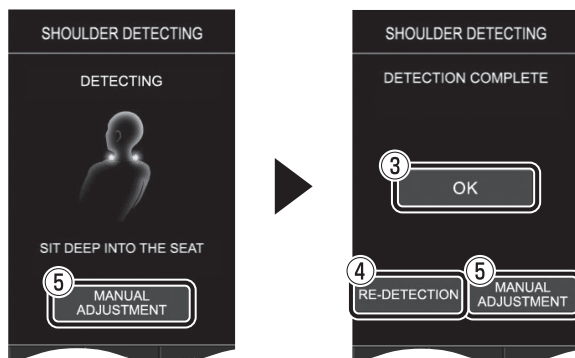 SHOULDER DETECTING
DETECTING
SIT DEEP INTO THE SEAT
⑤
MANUAL
ADJUSTMENT
SHOULDER DETECTING
DETECTION COMPLETE
③
OK
④
RE-DETECTION
⑤
MANUAL
ADJUSTMENT